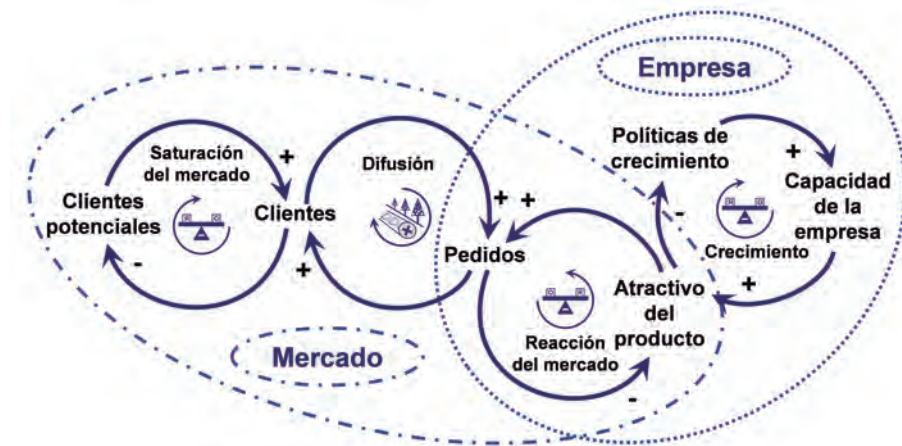 Empresa
Políticas de
crecimiento
+
Capacidad
de la
empresa
Saturación
del mercado
+
Difusión
Clientes
potenciales
Clientes
+
+
-
Crecimiento
-
+
Pedidos
+
Atractivo
del
producto
Reacción
del mercado
Mercado
-